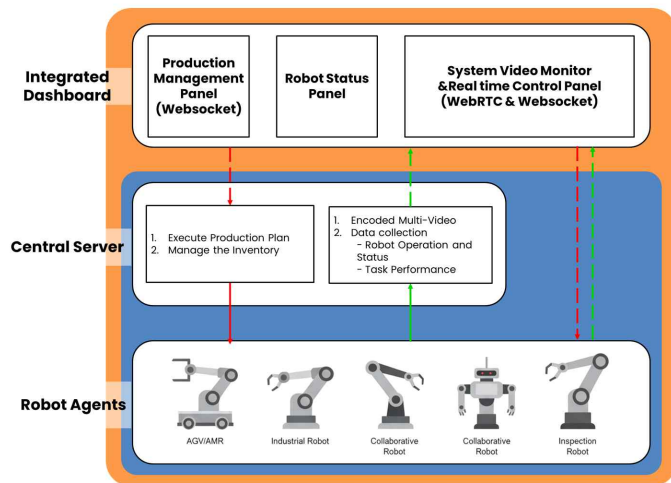 Integrated
Dashboard
Production
Management
Panel
(Websocket)
Robot Status
Panel
System Video Monitor
&Real time Control Panel
(WebRTC & Websocket)
Central Server
1. Execute Production Plan
2. Manage the Inventory
1. Encoded Multi-Video
2. Data collection
- Robot Operation and
Status
- Task Performance
Robot Agents
AGV/AMR
Industrial Robot
Collaborative
Robot
Collaborative
Robot
Inspection
Robot